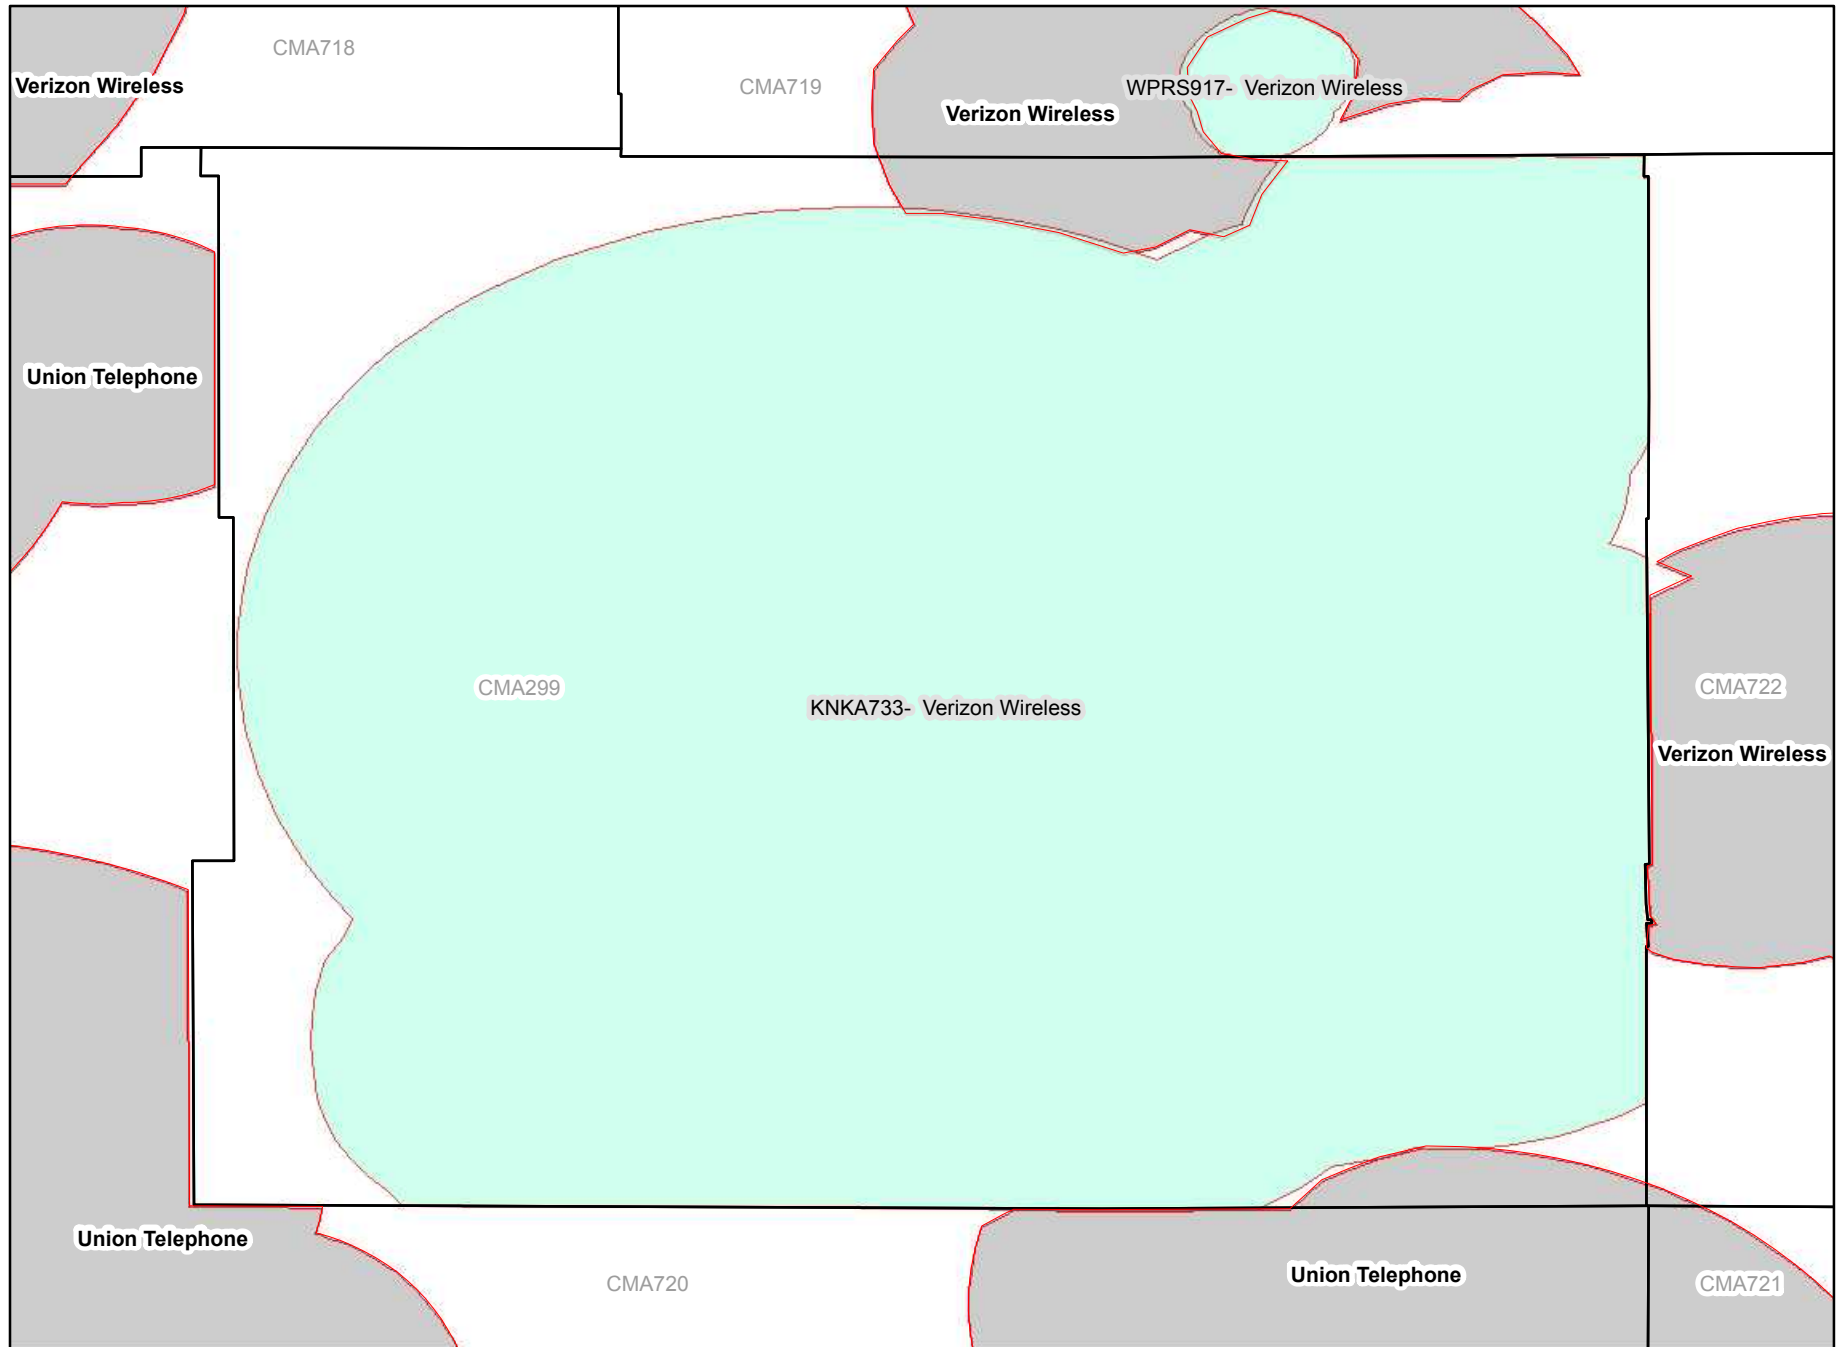 CMA718
Verizon Wireless
CMA719
WPRS917- Verizon Wireless
Verizon Wireless
Union Telephone
CMA299
KNKA733- Verizon Wireless
CMA722
Verizon Wireless
Union Telephone
CMA720
Union Telephone
CMA721